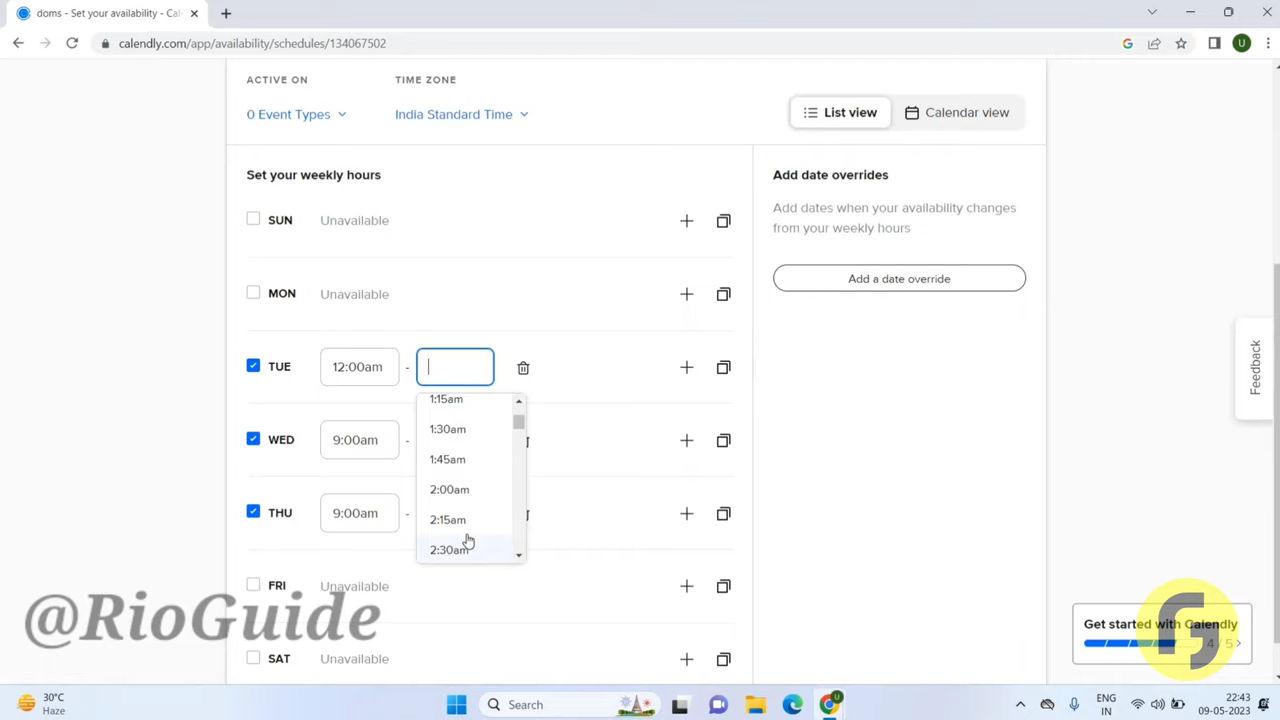 doms - Set your availability - Cal
calendly.com/app/availability/schedules/134067502
U
ACTIVE ON
TIME ZONE
0 Event Types
India Standard Time
List view
Calendar view
Set your weekly hours
SUN Unavailable
MON Unavailable
TUE 12:00am -
WED 9:00am -
THU 9:00am -
FRI Unavailable
SAT Unavailable
1:15am
1:30am
1:45am
2:00am
2:15am
2:30am
Add date overrides
Add dates when your availability changes
from your weekly hours
Add a date override
Feedback
@RioGuide
Get started with Calendly
4 / 5
30°C
Haze
Search
ENG
IN
22:43
09-05-2023